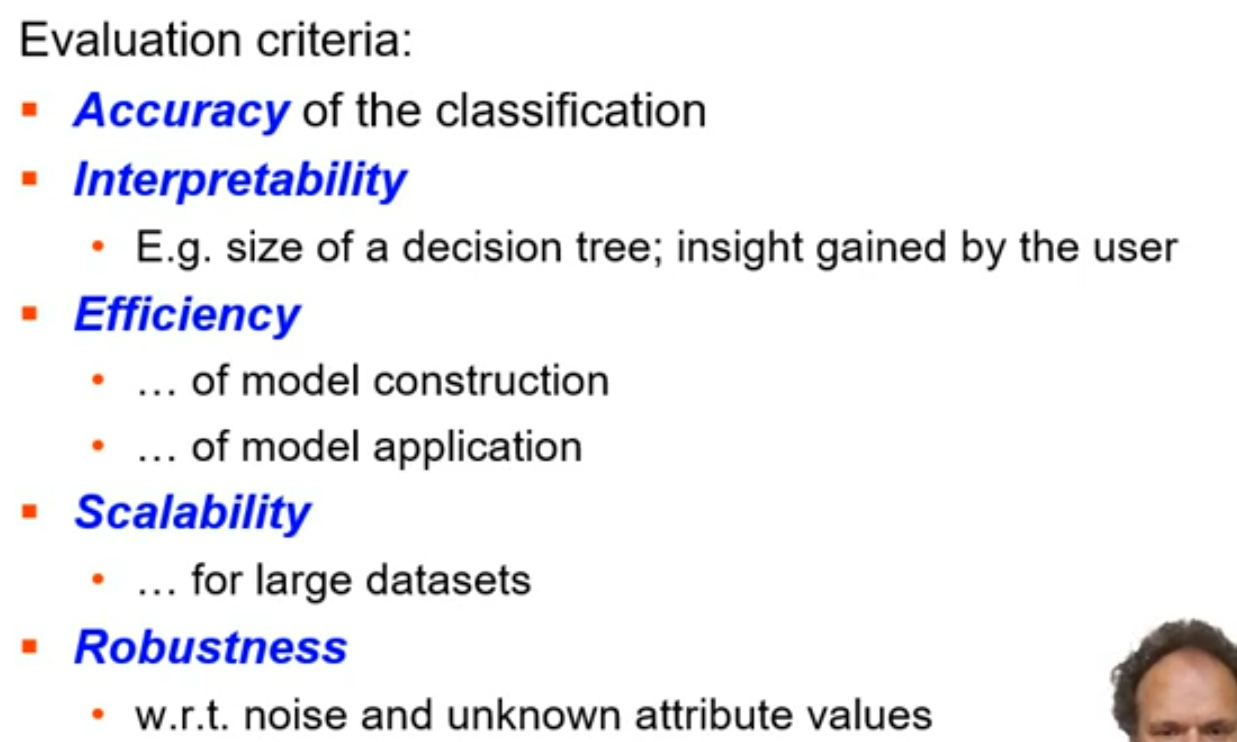 Evaluation criteria:
▪ Accuracy of the classification
▪ Interpretability
• E.g. size of a decision tree; insight gained by the user
▪ Efficiency
• … of model construction
• … of model application
▪ Scalability
• … for large datasets
▪ Robustness
• w.r.t. noise and unknown attribute values